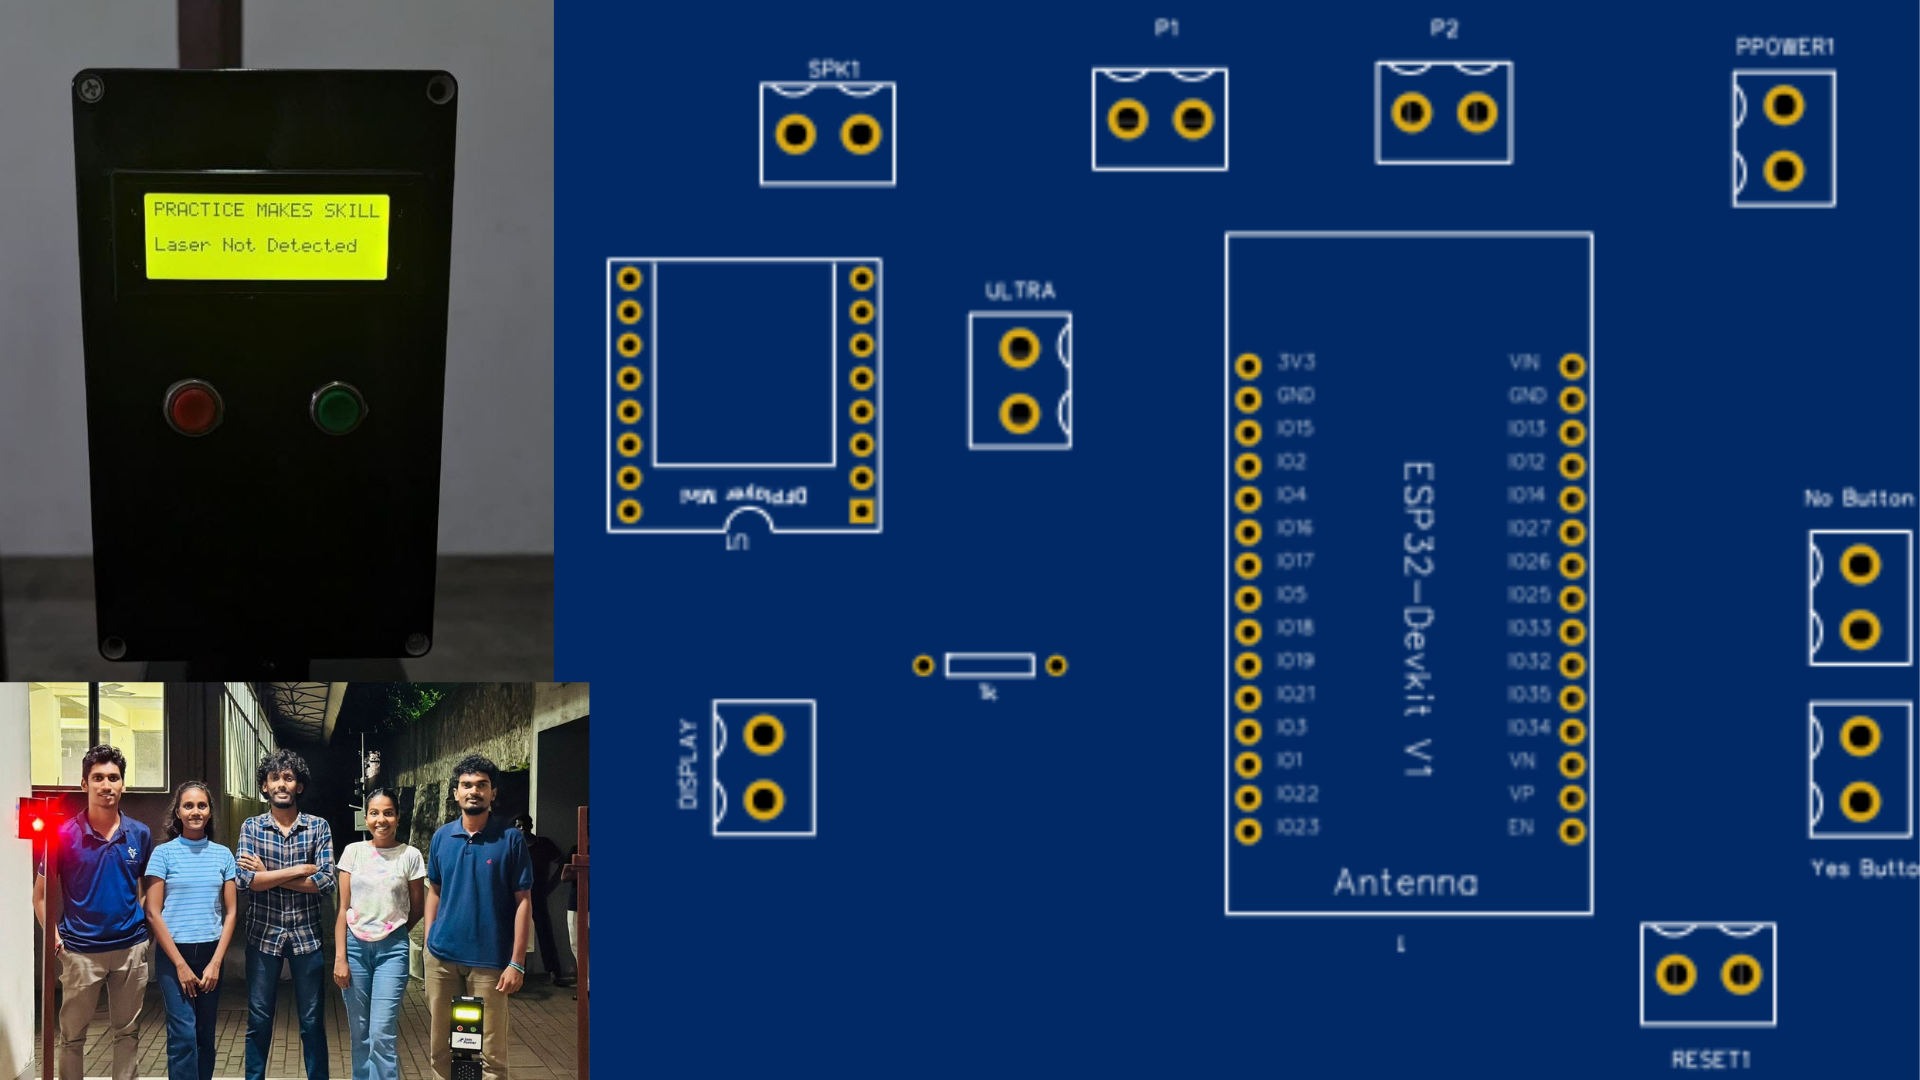 PRACTICE MAKES SKILL
Laser Not Detected
SPK1
P1
P2
PPOWER1
ULTRA
DFPlayer Mini
U1
1k
DISPLAY
3V3
GND
IO15
IO2
IO4
IO16
IO17
IO5
IO18
IO19
IO21
IO3
IO1
IO22
IO23
ESP32-Devkit V1
VIN
GND
IO13
IO12
IO14
IO27
IO26
IO25
IO33
IO32
IO35
IO34
VN
VP
EN
Antenna
No Button
Yes Butto
RESET1